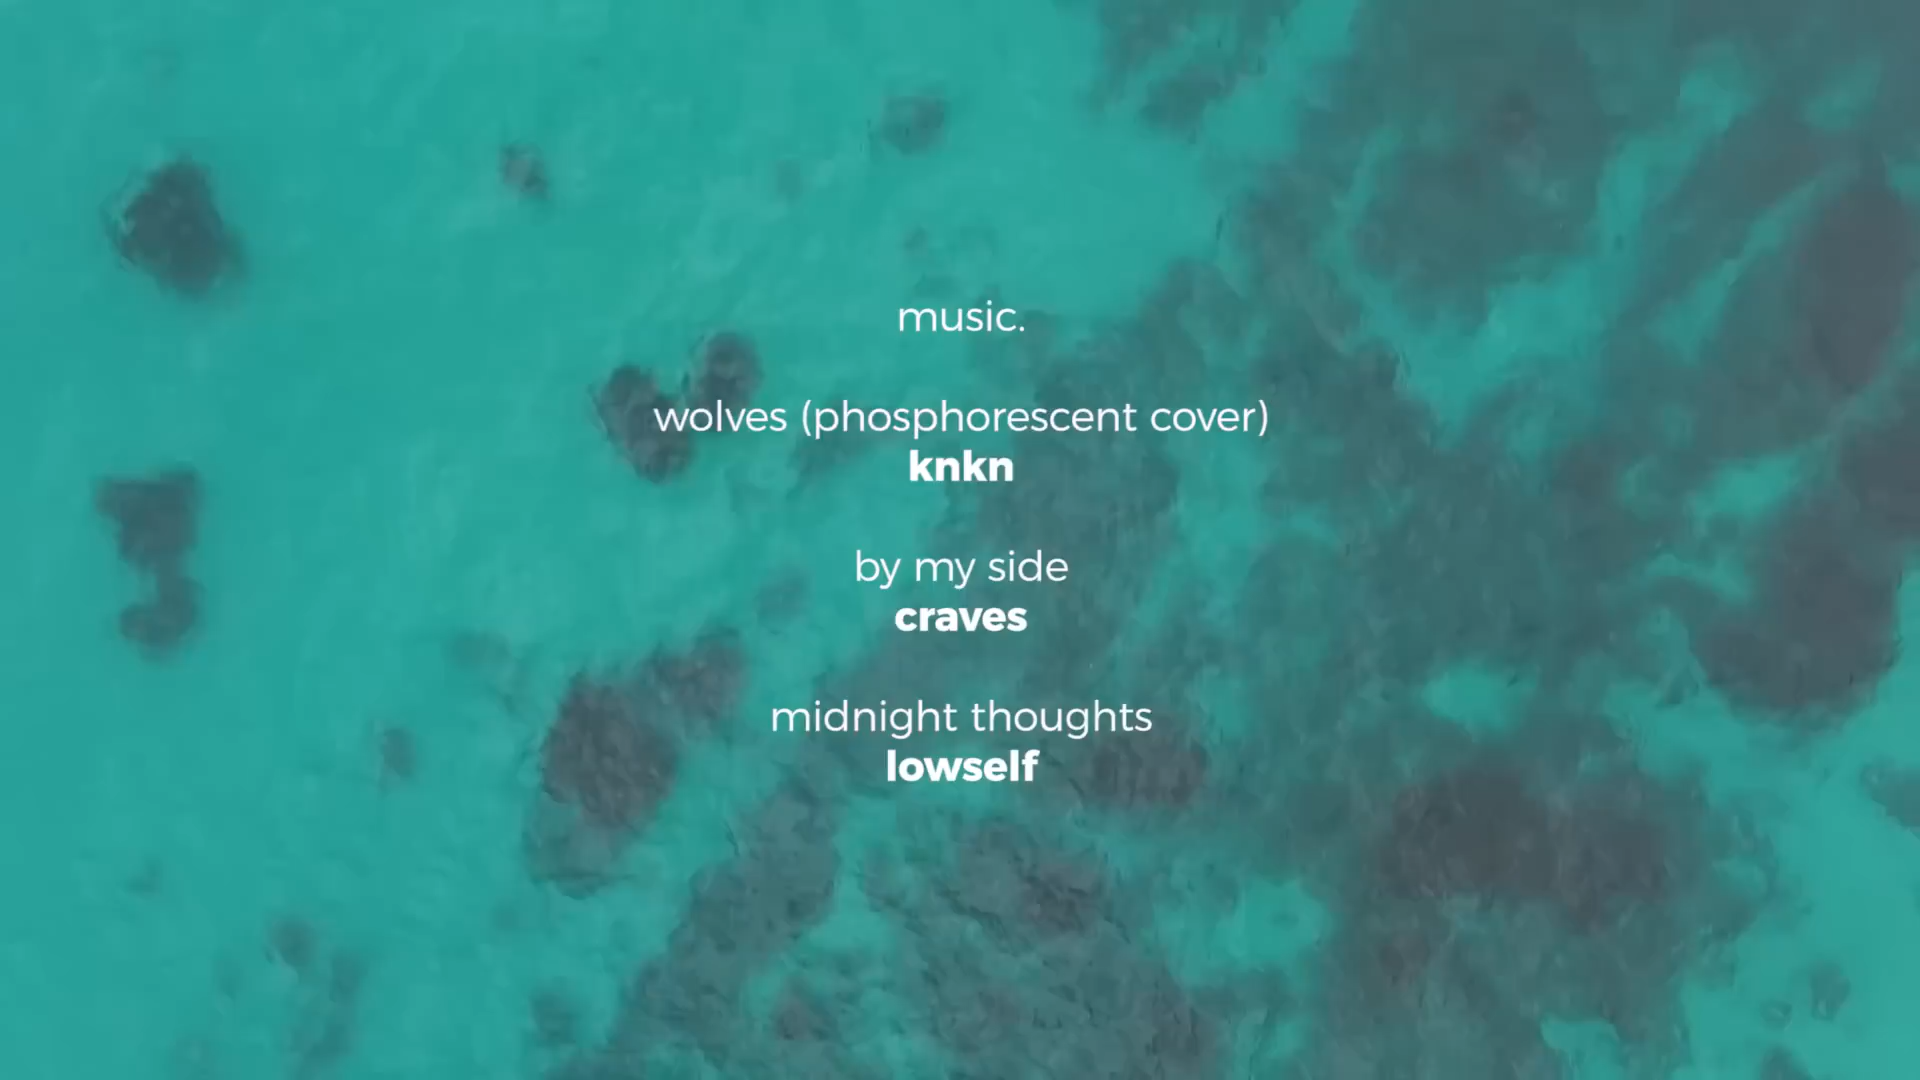 music.
wolves (phosphorescent cover)
knkn
by my side
craves
midnight thoughts
lowself